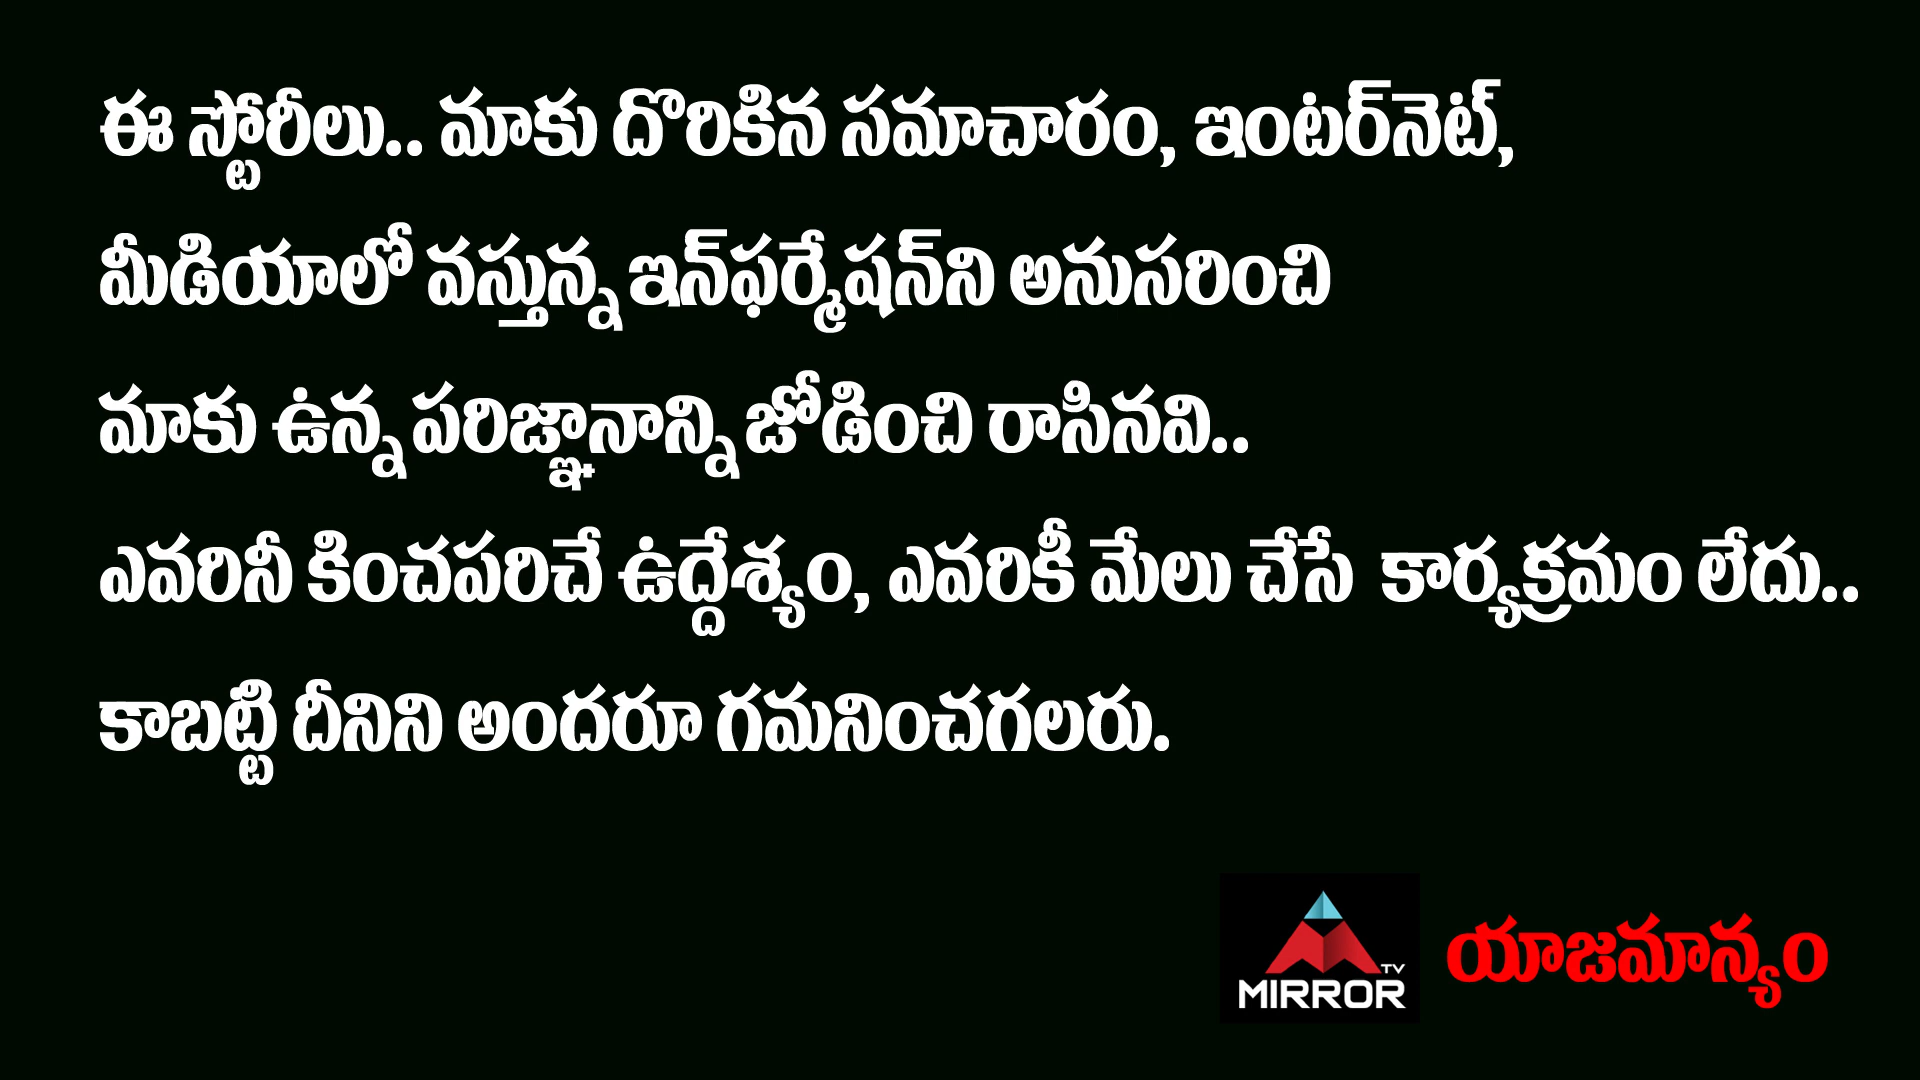 ఈ స్టోరీలు.. మాకు దొరికిన సమాచారం, ఇంటర్‌నెట్,
మీడియాలో వస్తున్న ఇన్‌ఫర్మేషన్‌ని అనుసరించి
మాకు ఉన్న పరిజ్ఞానాన్ని జోడించి రాసినవి..
ఎవరినీ కించపరిచే ఉద్దేశ్యం, ఎవరికీ మేలు చేసే కార్యక్రమం లేదు..
కాబట్టి దీనిని అందరూ గమనించగలరు.
TV
MIRROR
యాజమాన్యం